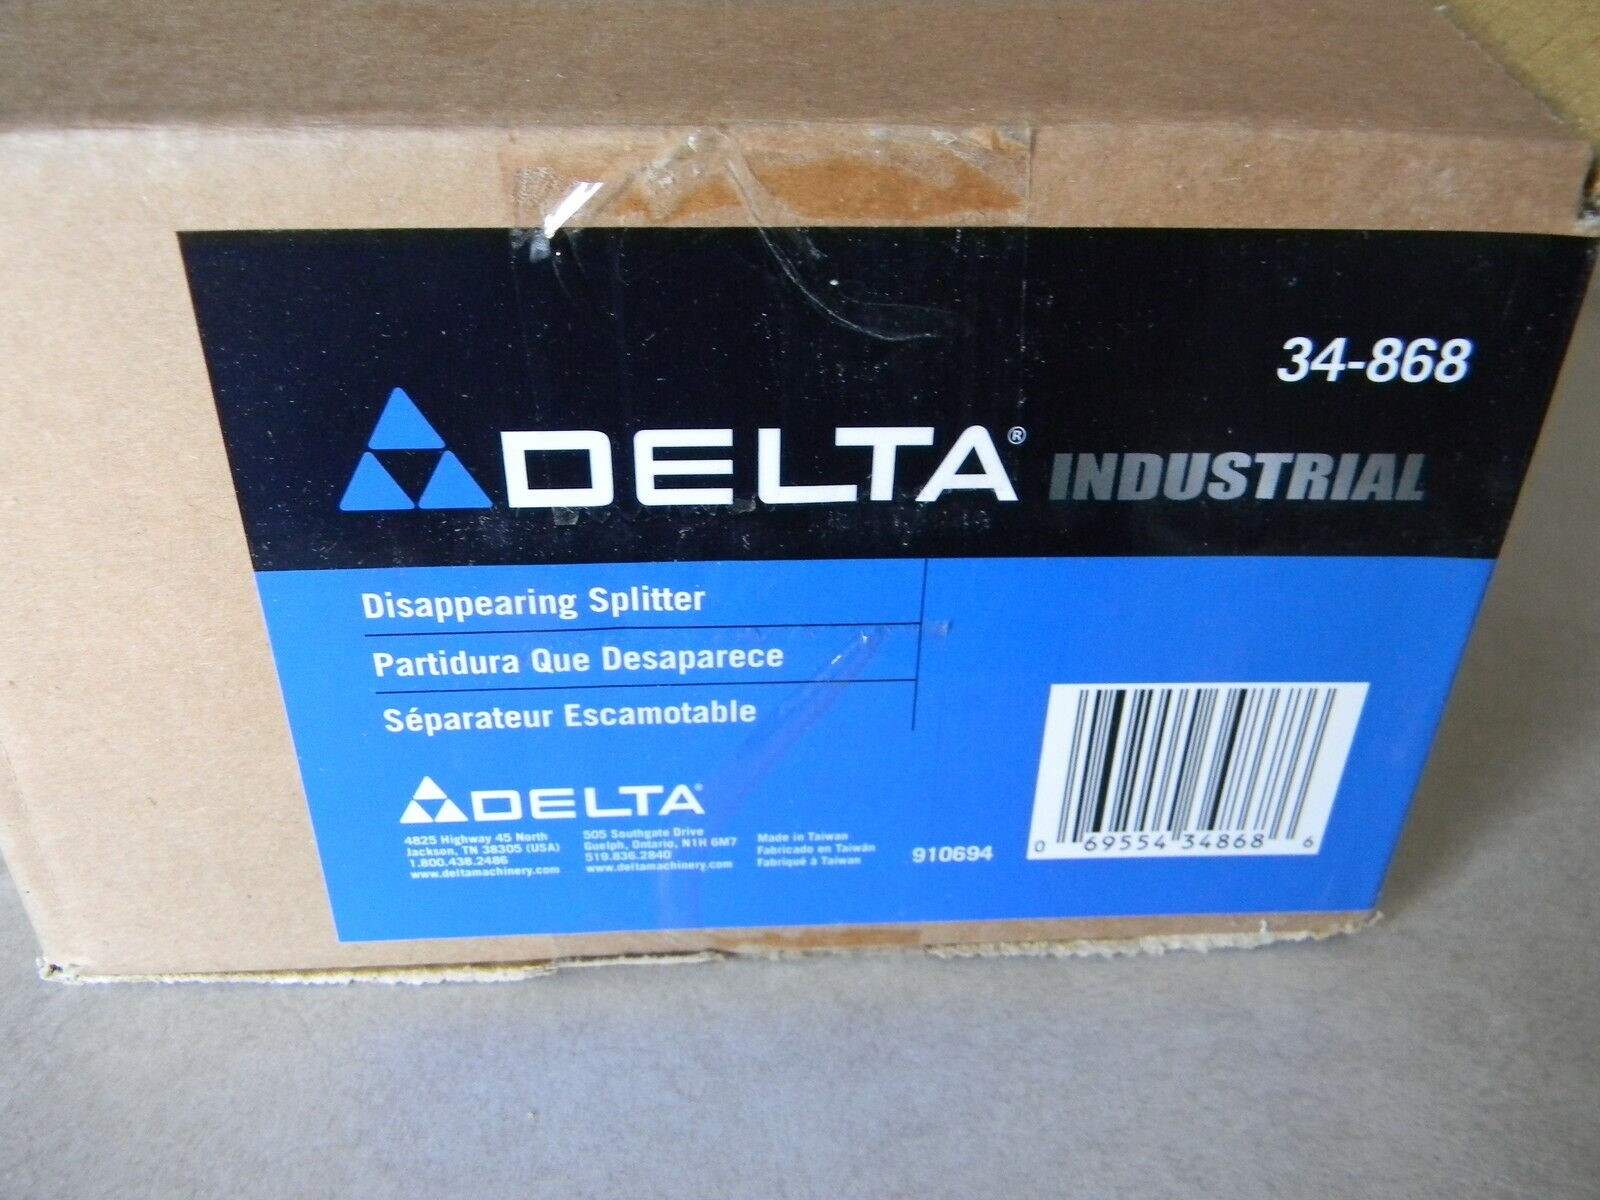 34-868
DELTA® INDUSTRIAL
Disappearing Splitter
Partidura Que Desaparece
Séparateur Escamotable
DELTA®
4825 Highway 45 North
Jackson, TN 38305 (USA)
1.800.438.2486
www.deltamachinery.com
505 Southgate Drive
Guelph, Ontario, N1H 6M7
519.836.2840
www.deltamachinery.com
Made in Taiwan
Fabricado en Taiwán
Fabriqué à Taiwan
910694
0 69554 34868 6